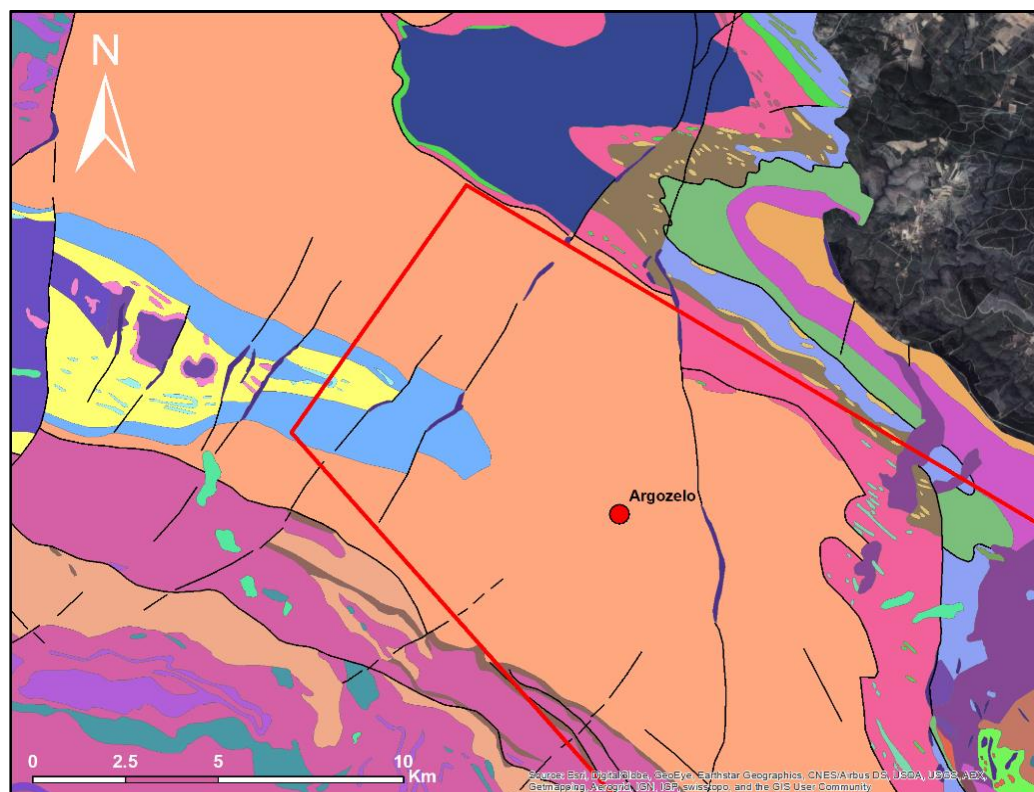 N
Argozelo
0 2.5 5 10
Km
Source: Esri, DigitalGlobe, GeoEye, Earthstar Geographics, CNES/Airbus DS, USDA, USGS, AEX,
Getmapping, Aerogrid, IGN, IGP, swisstopo, and the GIS User Community